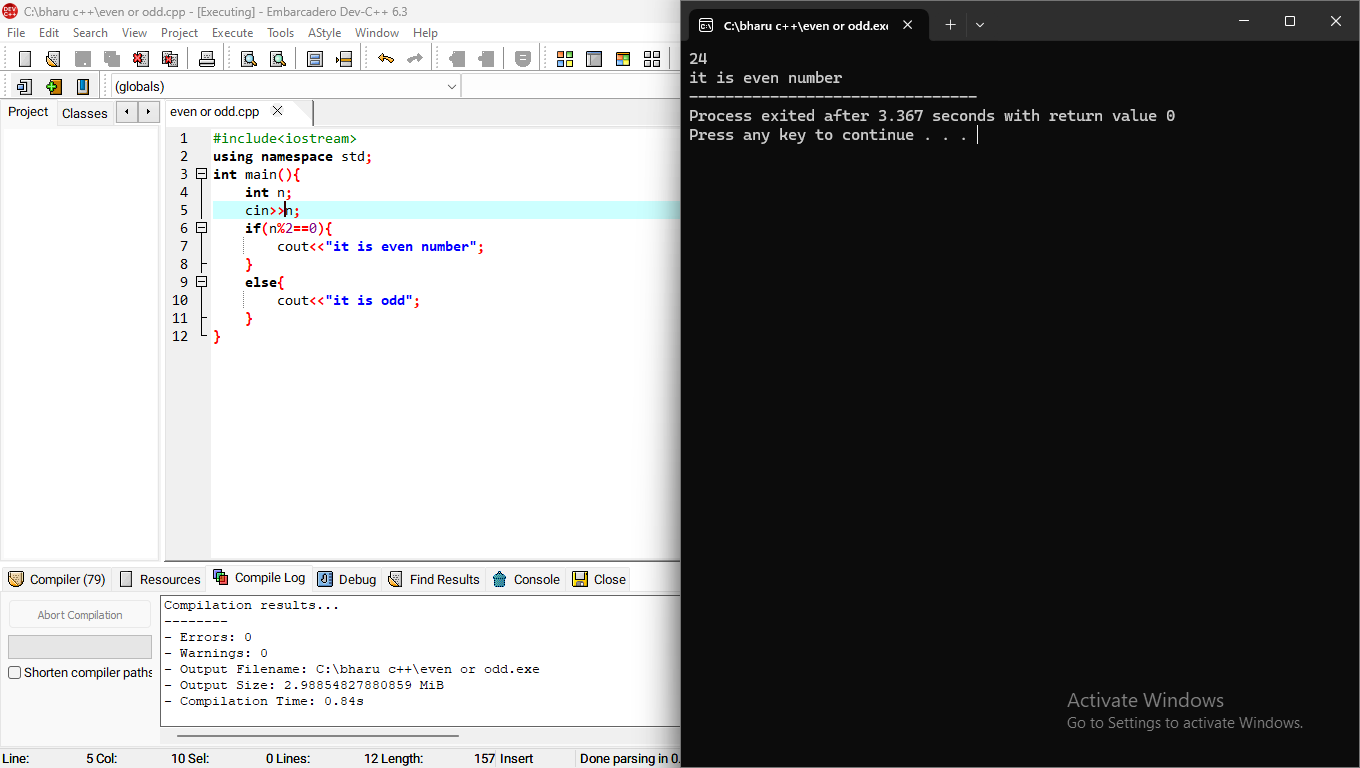 C:\bharu c++\even or odd.cpp - [Executing] - Embarcadero Dev-C++ 6.3
File Edit Search View Project Execute Tools AStyle Window Help
(globals)
Project Classes
even or odd.cpp
1 #include<iostream>
2 using namespace std;
3 int main(){
4 int n;
5 cin>>n;
6 if(n%2==0){
7 cout<<"it is even number";
8 }
9 else{
10 cout<<"it is odd";
11 }
12 }
Compiler (79) Resources Compile Log Debug Find Results Console Close
Abort Compilation
Shorten compiler paths
Compilation results...
--------
- Errors: 0
- Warnings: 0
- Output Filename: C:\bharu c++\even or odd.exe
- Output Size: 2.98854827880859 MiB
- Compilation Time: 0.84s
Line: 5 Col: 10 Sel: 0 Lines: 12 Length: 157 Insert Done parsing in 0.
C:\bharu c++\even or odd.exe
24
it is even number
--------------------------------
Process exited after 3.367 seconds with return value 0
Press any key to continue . . .
Activate Windows
Go to Settings to activate Windows.